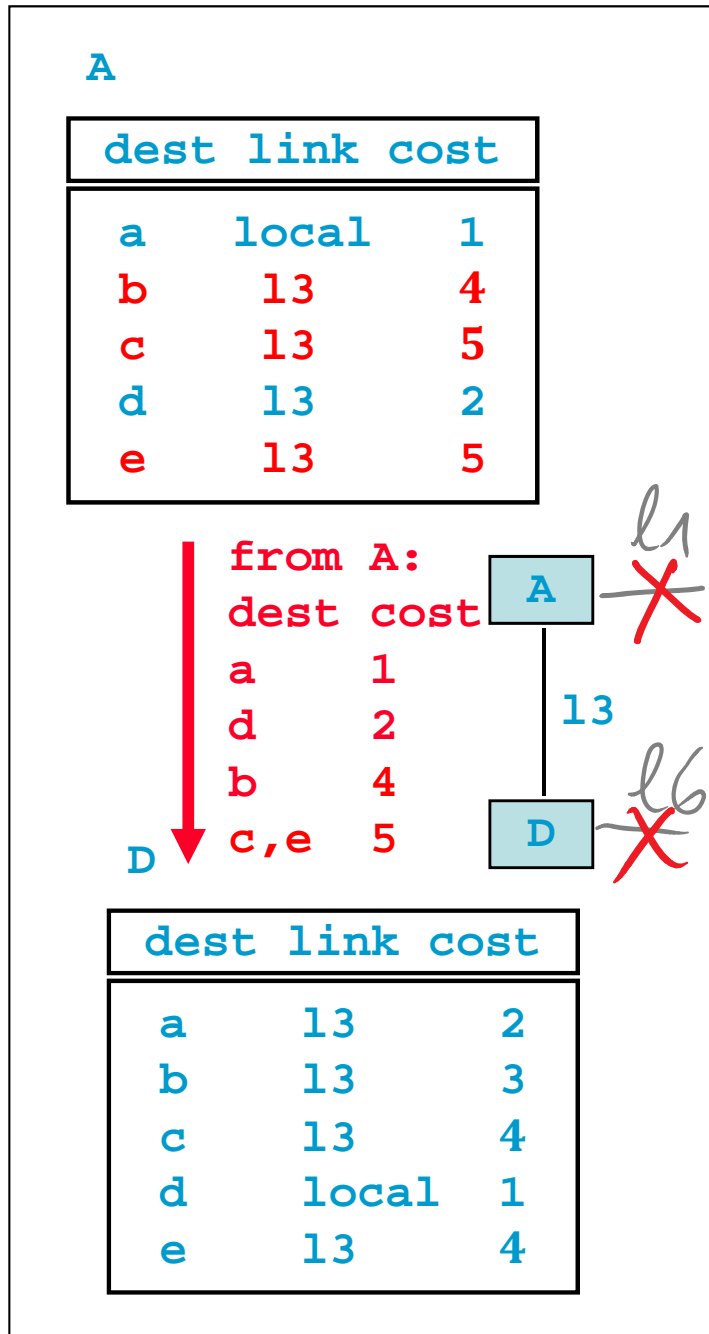 A
dest link cost
a local 1
b l3 4
c l3 5
d l3 2
e l3 5
from A:
dest cost
a 1
d 2
b 4
c,e 5
l1
A
l3
l6
D
D
dest link cost
a l3 2
b l3 3
c l3 4
d local 1
e l3 4